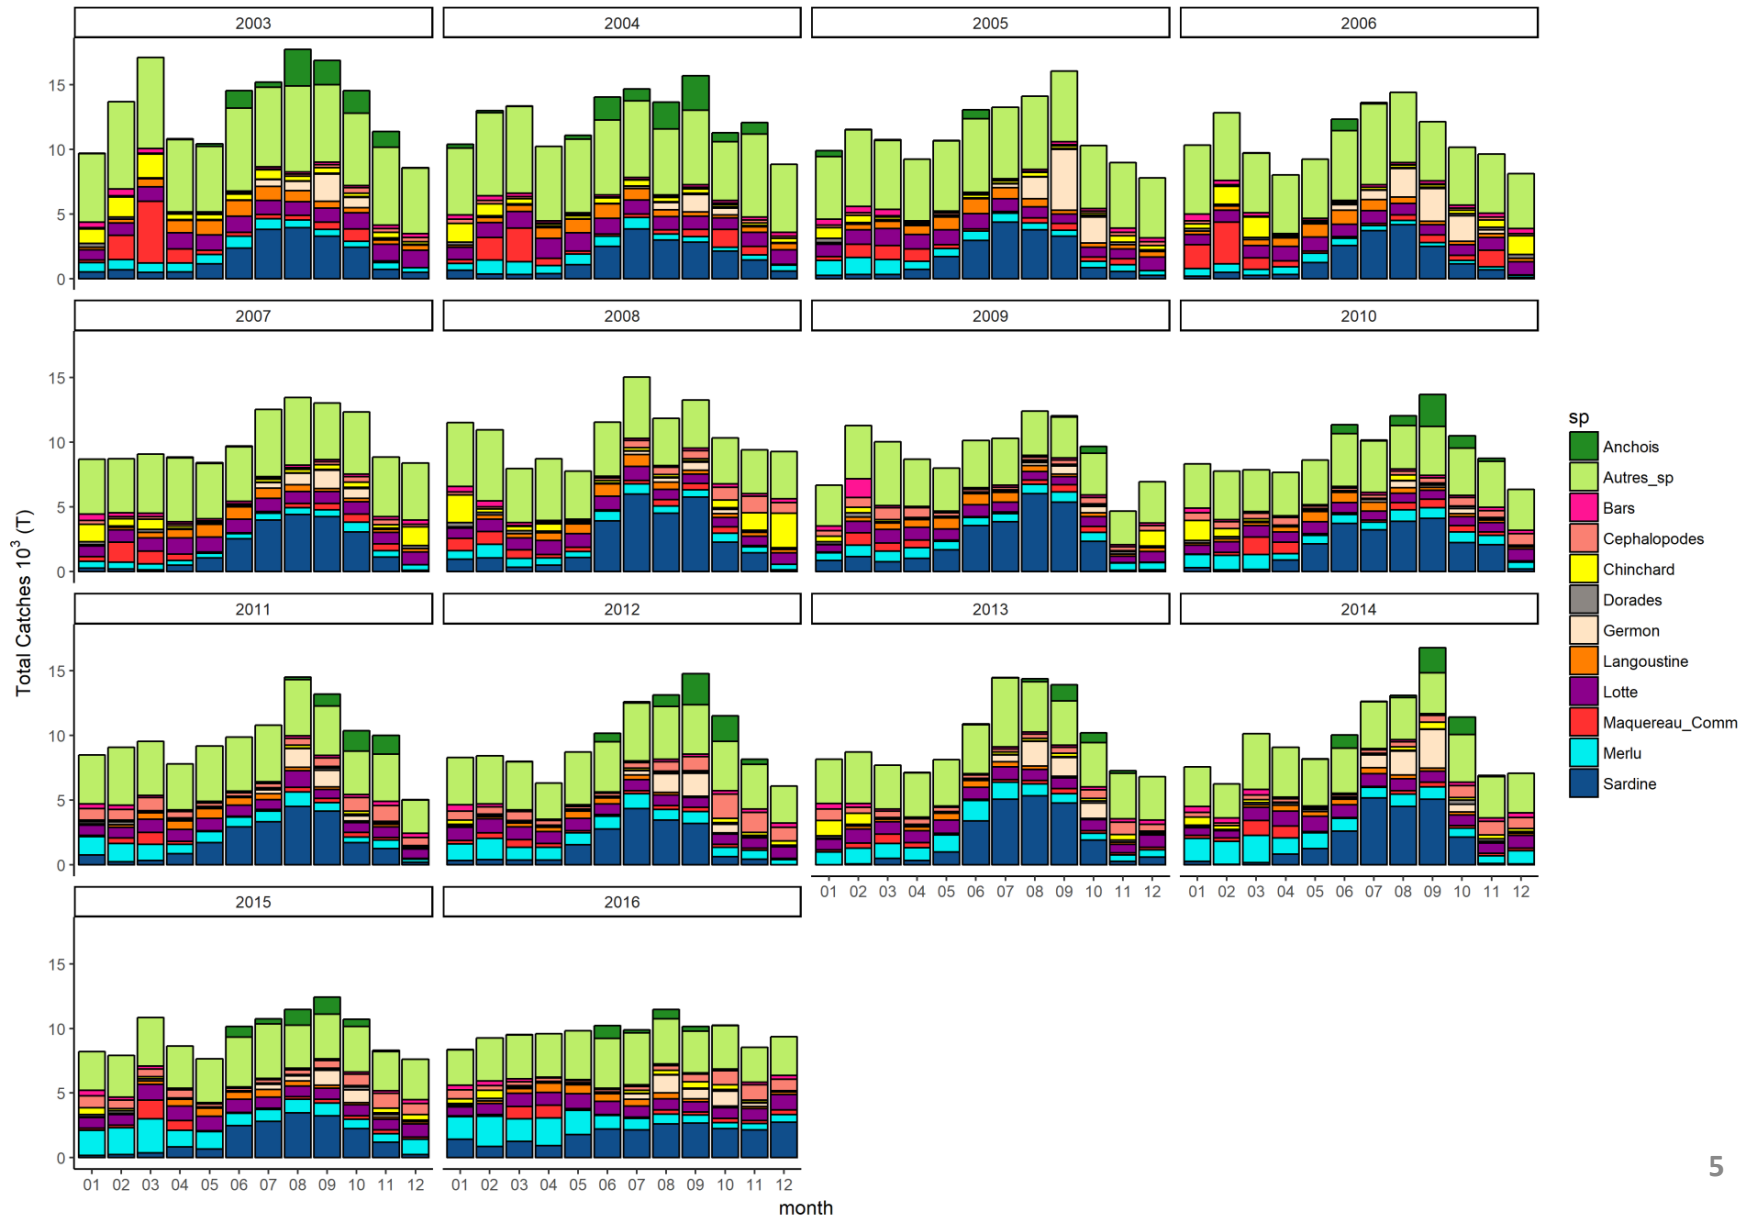 2003 2004 2005 2006
15
10
5
0
2007 2008 2009 2010
15
10
5
0
2011 2012 2013 2014
15
10
5
0
01 02 03 04 05 06 07 08 09 10 11 12 01 02 03 04 05 06 07 08 09 10 11 12
2015 2016
15
10
5
0
01 02 03 04 05 06 07 08 09 10 11 12 01 02 03 04 05 06 07 08 09 10 11 12
month
Total Catches 10³ (T)
sp
Anchois
Autres_sp
Bars
Cephalopodes
Chinchard
Dorades
Germon
Langoustine
Lotte
Maquereau_Comm
Merlu
Sardine
5